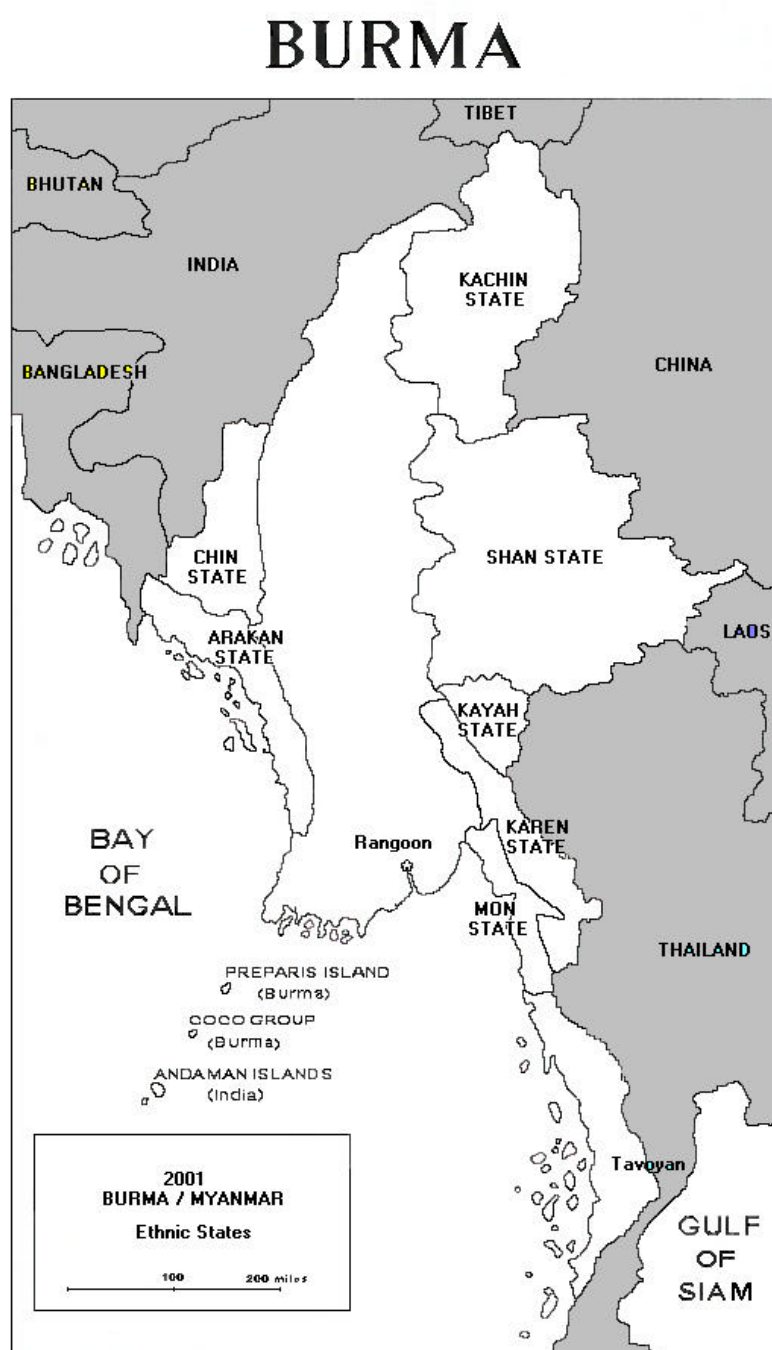 BURMA
TIBET
BHUTAN
INDIA
KACHIN
STATE
BANGLADESH
CHINA
CHIN
STATE
SHAN STATE
ARAKAN
STATE
LAOS
KAYAH
STATE
BAY
OF
BENGAL
Rangoon
KAREN
STATE
MON
STATE
THAILAND
PREPARIS ISLAND
(Burma)
COCO GROUP
(Burma)
ANDAMAN ISLANDS
(India)
Tavoyan
GULF
OF
SIAM
2001
BURMA / MYANMAR
Ethnic States
100 200 miles